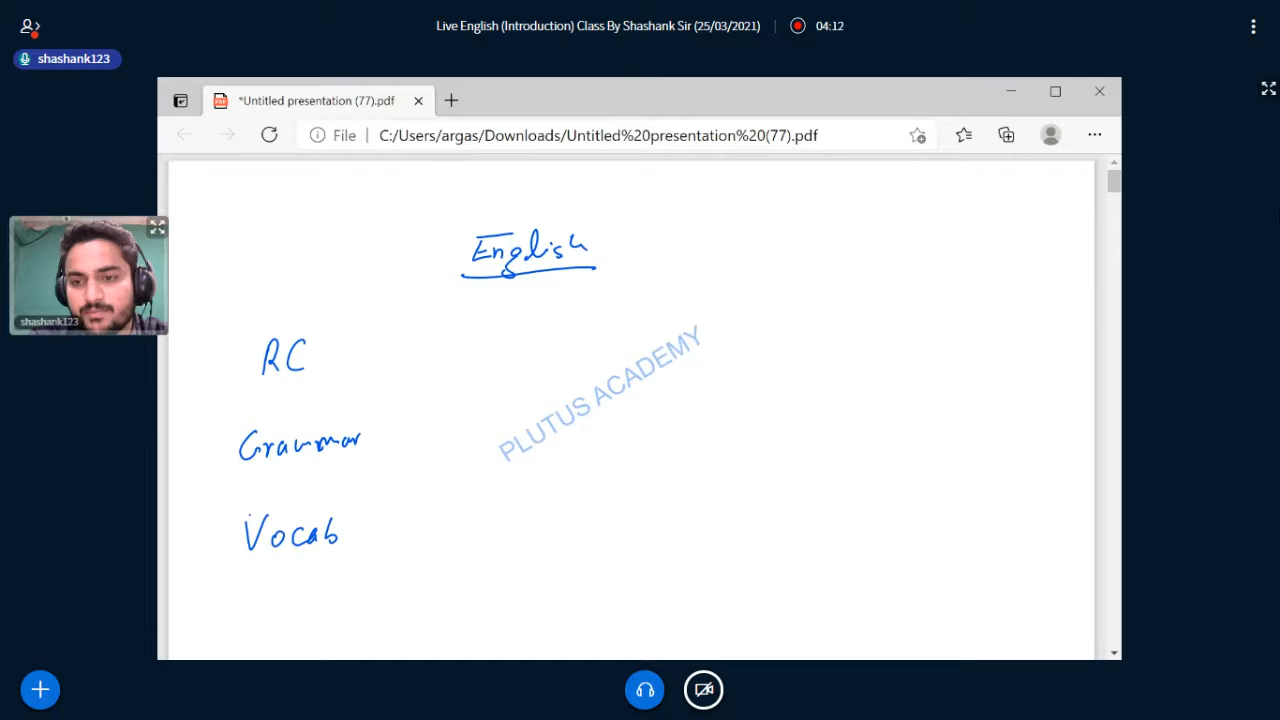 Live English (Introduction) Class By Shashank Sir (25/03/2021) 04:12
shashank123
*Untitled presentation (77).pdf
File C:/Users/argas/Downloads/Untitled%20presentation%20(77).pdf
English
shashank123
RC
PLUTUS ACADEMY
Grammar
Vocab